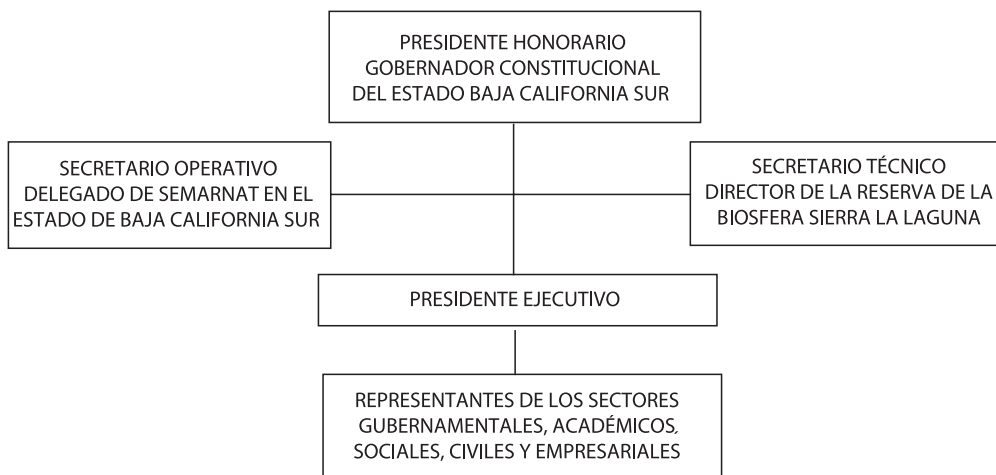 PRESIDENTE HONORARIO
GOBERNADOR CONSTITUCIONAL
DEL ESTADO BAJA CALIFORNIA SUR
SECRETARIO OPERATIVO
DELEGADO DE SEMARNAT EN EL
ESTADO DE BAJA CALIFORNIA SUR
SECRETARIO TÉCNICO
DIRECTOR DE LA RESERVA DE LA
BIOSFERA SIERRA LA LAGUNA
PRESIDENTE EJECUTIVO
REPRESENTANTES DE LOS SECTORES
GUBERNAMENTALES, ACADÉMICOS,
SOCIALES, CIVILES Y EMPRESARIALES